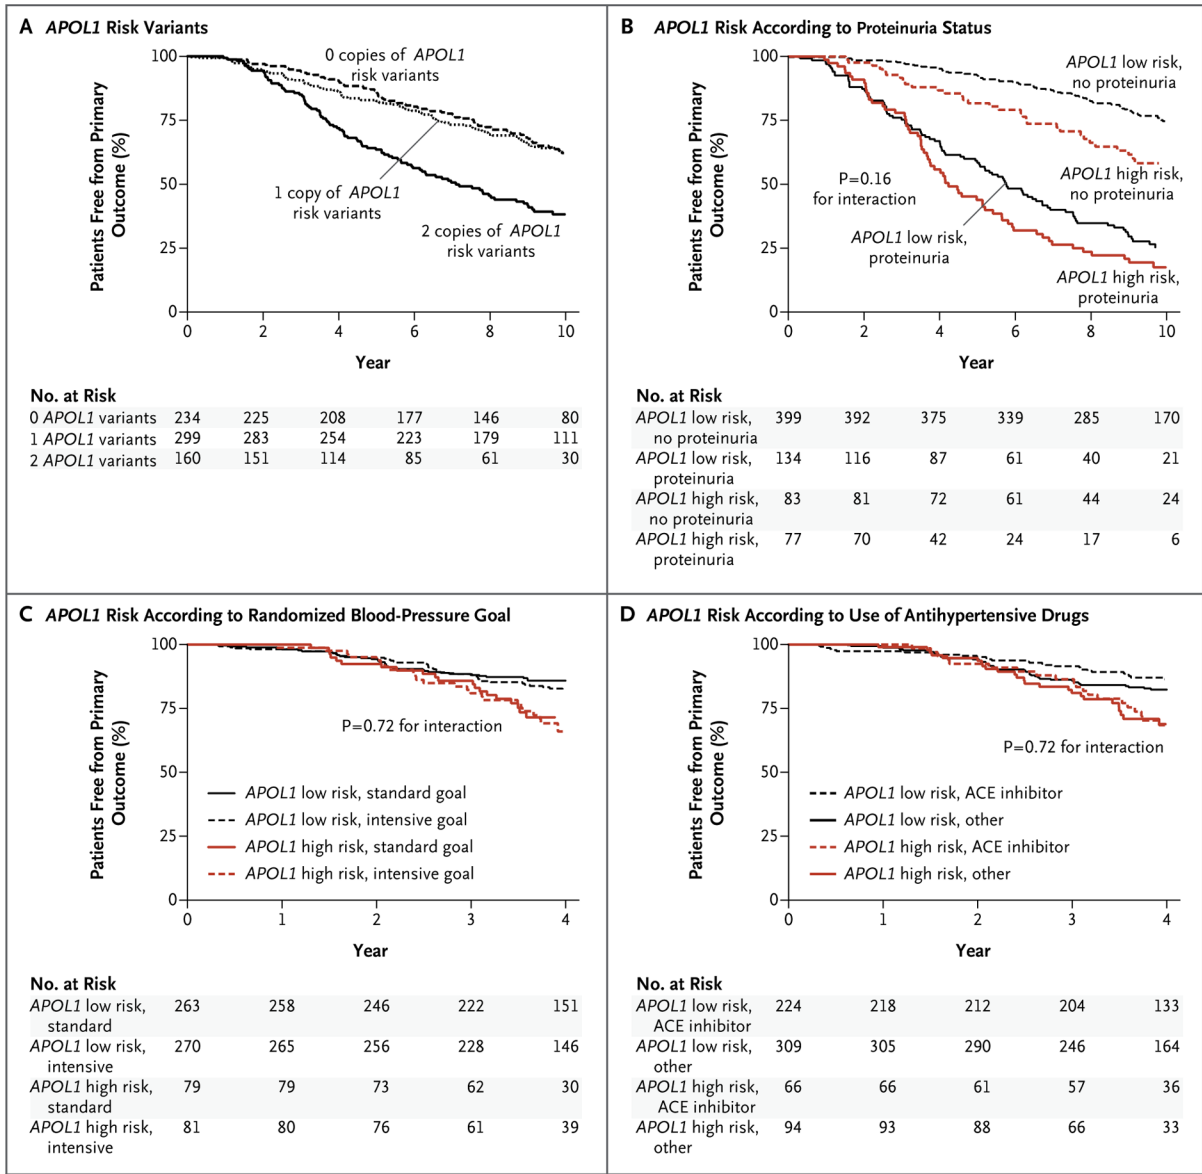 A APOL1 Risk Variants
100
75
50
25
0
Patients Free from Primary
Outcome (%)
0 copies of APOL1
risk variants
1 copy of APOL1
risk variants
2 copies of APOL1
risk variants
0 2 4 6 8 10
Year
No. at Risk
0 APOL1 variants 234 225 208 177 146 80
1 APOL1 variants 299 283 254 223 179 111
2 APOL1 variants 160 151 114 85 61 30
B APOL1 Risk According to Proteinuria Status
100
75
50
25
0
Patients Free from Primary
Outcome (%)
APOL1 low risk,
no proteinuria
APOL1 high risk,
no proteinuria
P=0.16
for interaction
APOL1 low risk,
proteinuria
APOL1 high risk,
proteinuria
0 2 4 6 8 10
Year
No. at Risk
APOL1 low risk, 399 392 375 339 285 170
no proteinuria
APOL1 low risk, 134 116 87 61 40 21
proteinuria
APOL1 high risk, 83 81 72 61 44 24
no proteinuria
APOL1 high risk, 77 70 42 24 17 6
proteinuria
C APOL1 Risk According to Randomized Blood-Pressure Goal
100
75
50
25
0
Patients Free from Primary
Outcome (%)
P=0.72 for interaction
APOL1 low risk, standard goal
APOL1 low risk, intensive goal
APOL1 high risk, standard goal
APOL1 high risk, intensive goal
0 1 2 3 4
Year
No. at Risk
APOL1 low risk, 263 258 246 222 151
standard
APOL1 low risk, 270 265 256 228 146
intensive
APOL1 high risk, 79 79 73 62 30
standard
APOL1 high risk, 81 80 76 61 39
intensive
D APOL1 Risk According to Use of Antihypertensive Drugs
100
75
50
25
0
Patients Free from Primary
Outcome (%)
P=0.72 for interaction
APOL1 low risk, ACE inhibitor
APOL1 low risk, other
APOL1 high risk, ACE inhibitor
APOL1 high risk, other
0 1 2 3 4
Year
No. at Risk
APOL1 low risk, 224 218 212 204 133
ACE inhibitor
APOL1 low risk, 309 305 290 246 164
other
APOL1 high risk, 66 66 61 57 36
ACE inhibitor
APOL1 high risk, 94 93 88 66 33
other